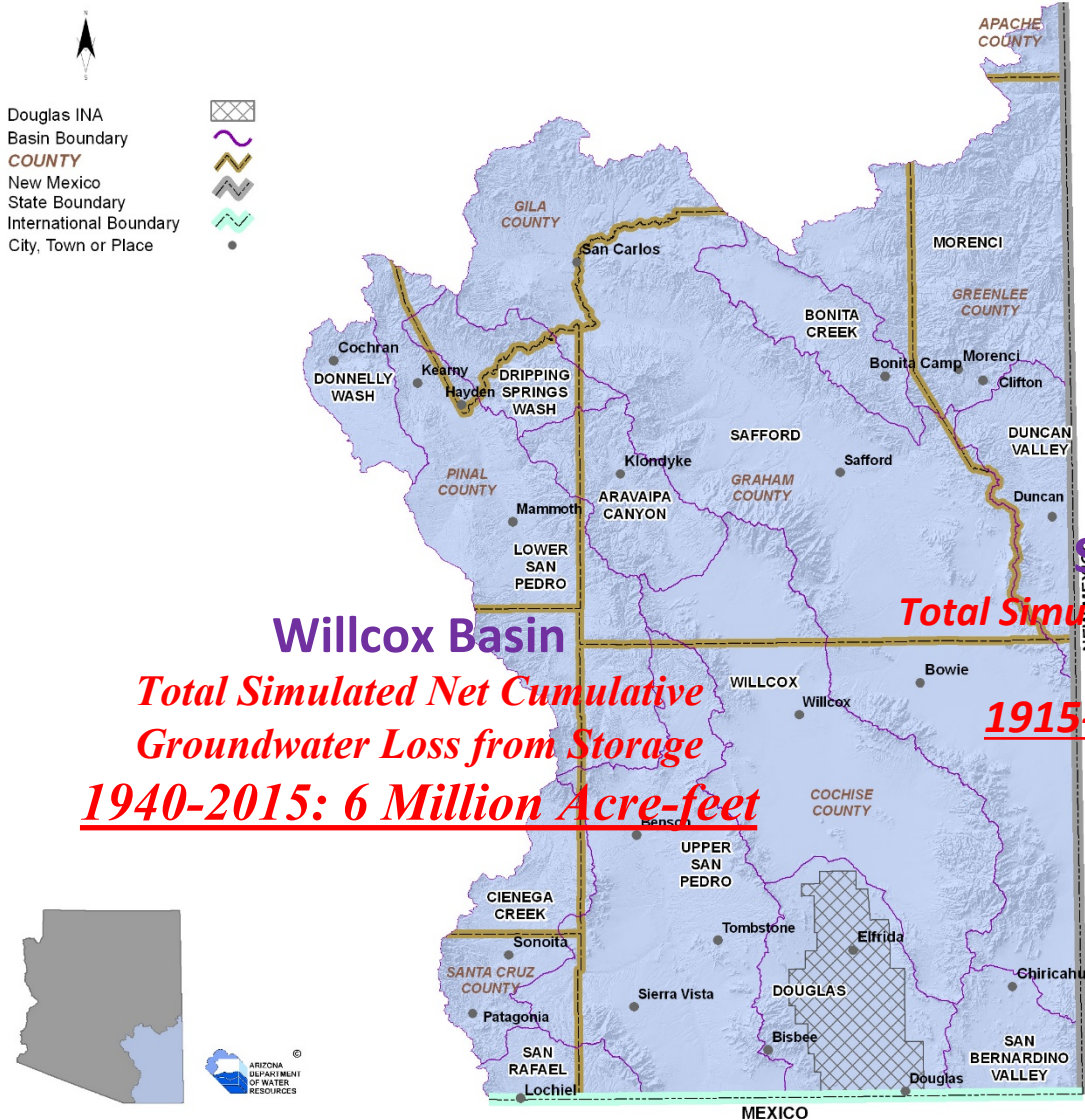 N
S
APACHE
COUNTY
Douglas INA
Basin Boundary
COUNTY
New Mexico
State Boundary
International Boundary
City, Town or Place
GILA
COUNTY
San Carlos
MORENCI
GREENLEE
COUNTY
BONITA
CREEK
Cochran
DONNELLY
WASH
Kearny
Hayden
DRIPPING
SPRINGS
WASH
Bonita Camp
Morenci
Clifton
SAFFORD
DUNCAN
VALLEY
PINAL
COUNTY
Klondyke
GRAHAM
COUNTY
Safford
ARAVAIPA
CANYON
Mammoth
Duncan
LOWER
SAN
PEDRO
Total Simu
Willcox Basin
Total Simulated Net Cumulative
Groundwater Loss from Storage
1940-2015: 6 Million Acre-feet
WILLCOX
Willcox
Bowie
1915-
COCHISE
COUNTY
Benson
UPPER
SAN
PEDRO
CIENEGA
CREEK
Tombstone
Elfrida
Sonoita
SANTA CRUZ
COUNTY
Patagonia
Sierra Vista
DOUGLAS
Chiricahu
Bisbee
SAN
RAFAEL
SAN
BERNARDINO
VALLEY
Lochiel
Douglas
MEXICO
©
ARIZONA
DEPARTMENT
OF WATER
RESOURCES